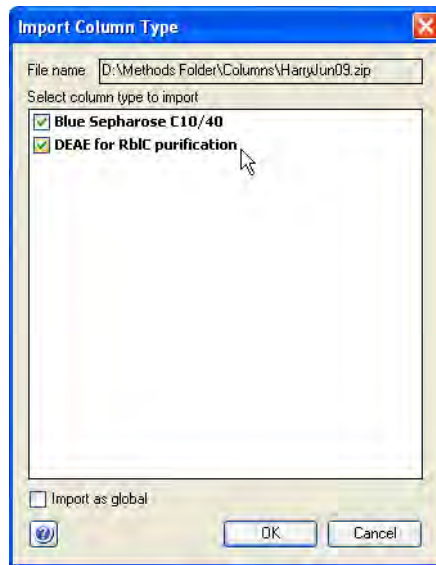 Import Column Type
File name D:\Methods Folder\Columns\HarryJun09.zip
Select column type to import
Blue Sepharose C10/40
DEAE for RblC purification
Import as global
? OK Cancel